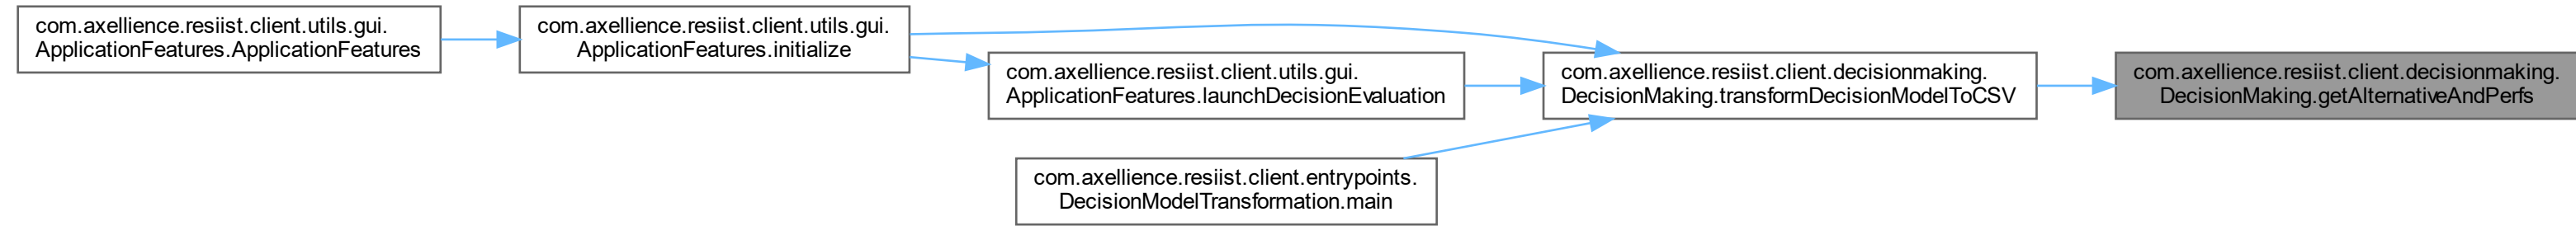 com.axellience.resiist.client.utils.gui.
ApplicationFeatures.ApplicationFeatures
com.axellience.resiist.client.utils.gui.
ApplicationFeatures.initialize
com.axellience.resiist.client.utils.gui.
ApplicationFeatures.launchDecisionEvaluation
com.axellience.resiist.client.entrypoints.
DecisionModelTransformation.main
com.axellience.resiist.client.decisionmaking.
DecisionMaking.transformDecisionModelToCSV
com.axellience.resiist.client.decisionmaking.
DecisionMaking.getAlternativeAndPerfs